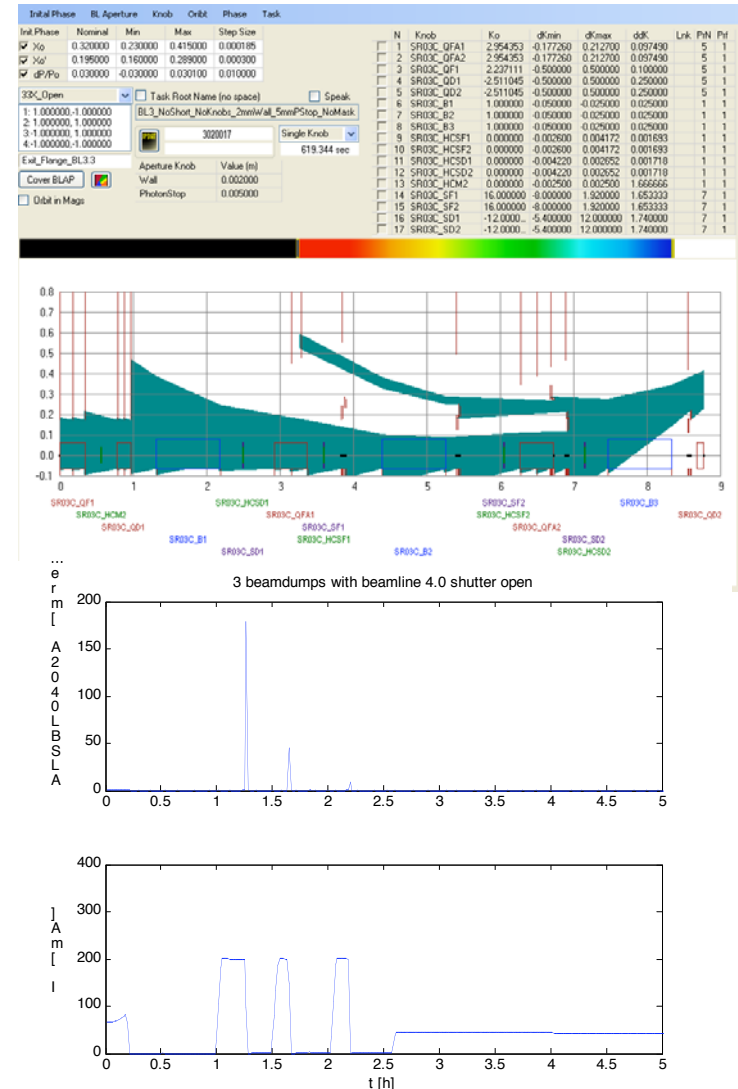 Inital Phase BL Aperture Knob Oribt Phase Task
Init.Phase Nominal Min Max Step Size
Xo 0.320000 0.230000 0.415000 0.000185
Xo' 0.195000 0.160000 0.289000 0.000300
dP/Po 0.030000 -0.030000 0.030100 0.010000
33X_Open Task Root Name (no space) Speak
1: 1.000000,-1.000000 BL3_NoShort_NoKnobs_2mmWall_5mmPStop_NoMask
2: 1.000000, 1.000000
3:-1.000000, 1.000000 3020017 Single Knob
4:-1.000000,-1.000000 619.344 sec
Exit_Flange_BL3.3
Aperture Knob Value (m)
Cover BLAP Wall 0.002000
PhotonStop 0.005000
Orbit in Mags
N Knob Ko dKmin dKmax ddK Lnk PrN Prf
1 SR03C_QFA1 2.954353 -0.177260 0.212700 0.097490 5 1
2 SR03C_QFA2 2.954353 -0.177260 0.212700 0.097490 5 1
3 SR03C_QF1 2.237111 -0.500000 0.500000 0.100000 5 1
4 SR03C_QD1 -2.511045 -0.500000 0.500000 0.250000 5 1
5 SR03C_QD2 -2.511045 -0.500000 0.500000 0.250000 5 1
6 SR03C_B1 1.000000 -0.050000 -0.025000 0.025000 1 1
7 SR03C_B2 1.000000 -0.050000 -0.025000 0.025000 1 1
8 SR03C_B3 1.000000 -0.050000 -0.025000 0.025000 1 1
9 SR03C_HCSF1 0.000000 -0.002600 0.004172 0.001693 1 1
10 SR03C_HCSF2 0.000000 -0.002600 0.004172 0.001693 1 1
11 SR03C_HCSD1 0.000000 -0.004220 0.002652 0.001718 1 1
12 SR03C_HCSD2 0.000000 -0.004220 0.002652 0.001718 1 1
13 SR03C_HCM2 0.000000 -0.002500 0.002500 1.666666 1 1
14 SR03C_SF1 16.000000 -8.000000 1.920000 1.653333 7 1
15 SR03C_SF2 16.000000 -8.000000 1.920000 1.653333 7 1
16 SR03C_SD1 -12.0000... -5.400000 12.000000 1.740000 7 1
17 SR03C_SD2 -12.0000... -5.400000 12.000000 1.740000 7 1
0.8
0.7
0.6
0.5
0.4
0.3
0.2
0.1
0.0
-0.1
0 1 2 3 4 5 6 7 8 9
SR03C_QF1 SR03C_HCSD1 SR03C_SF2 SR03C_B3
SR03C_HCM2 SR03C_QFA1 SR03C_HCSF2 SR03C_QD2
SR03C_QD1 SR03C_SF1 SR03C_QFA2
SR03C_B1 SR03C_HCSF1 SR03C_SD2
SR03C_SD1 SR03C_B2 SR03C_HCSD2
3 beamdumps with beamline 4.0 shutter open
200
150
100
50
0
0 0.5 1 1.5 2 2.5 3 3.5 4 4.5 5
ALSBL0402A [mrem
400
300
200
100
0
0 0.5 1 1.5 2 2.5 3 3.5 4 4.5 5
I [mA]
t [h]